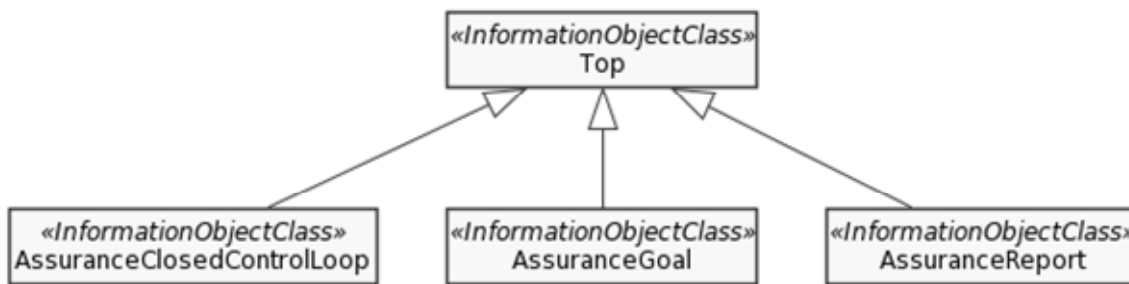 «InformationObjectClass»
Top
«InformationObjectClass»
AssuranceClosedControlLoop
«InformationObjectClass»
AssuranceGoal
«InformationObjectClass»
AssuranceReport